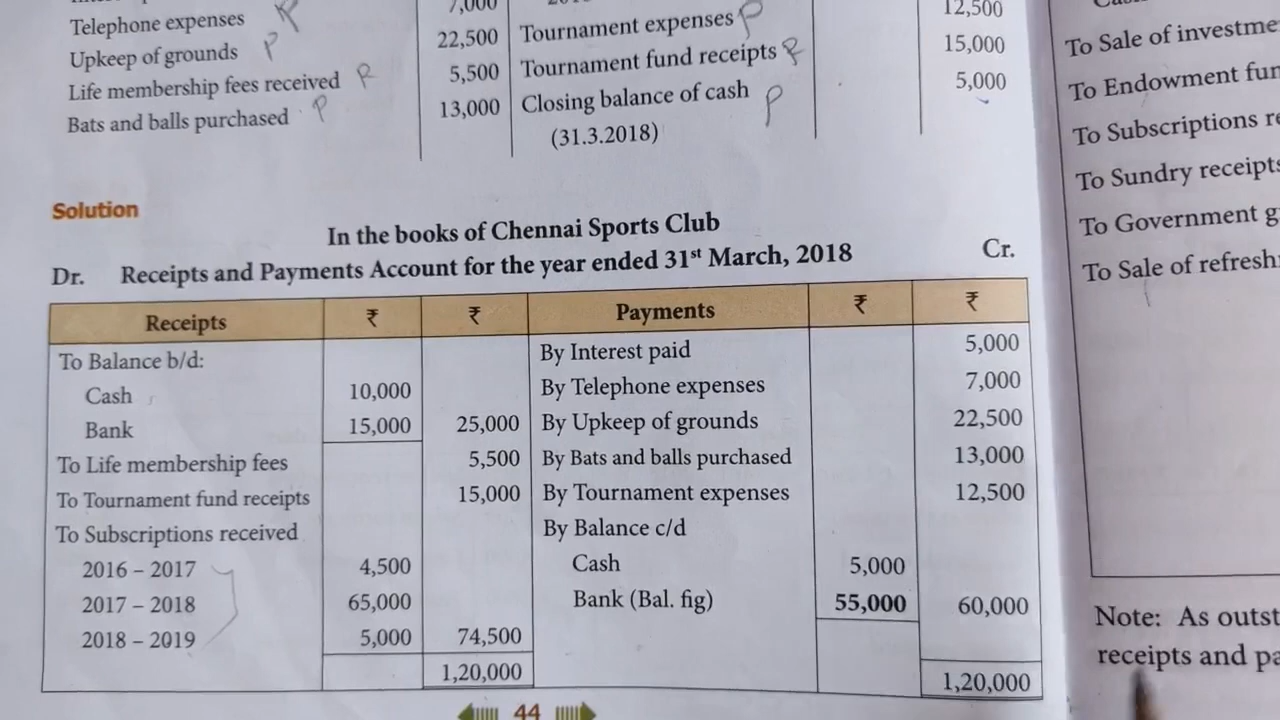 7,000
12,500
Telephone expenses R 22,500 Tournament expenses P 15,000
Upkeep of grounds P 5,500 Tournament fund receipts R 5,000
Life membership fees received R 13,000 Closing balance of cash P
Bats and balls purchased P (31.3.2018)
Solution
In the books of Chennai Sports Club
Dr. Receipts and Payments Account for the year ended 31st March, 2018 Cr.
Receipts ₹ ₹ Payments ₹ ₹
To Balance b/d: By Interest paid 5,000
Cash 10,000 By Telephone expenses 7,000
Bank 15,000 25,000 By Upkeep of grounds 22,500
To Life membership fees 5,500 By Bats and balls purchased 13,000
To Tournament fund receipts 15,000 By Tournament expenses 12,500
To Subscriptions received By Balance c/d
2016 – 2017 4,500 Cash 5,000
2017 – 2018 65,000 Bank (Bal. fig) 55,000 60,000
2018 – 2019 5,000 74,500
1,20,000 1,20,000
44
To Sale of investme
To Endowment fun
To Subscriptions re
To Sundry receipts
To Government g
To Sale of refresh
Note: As outst
receipts and pa